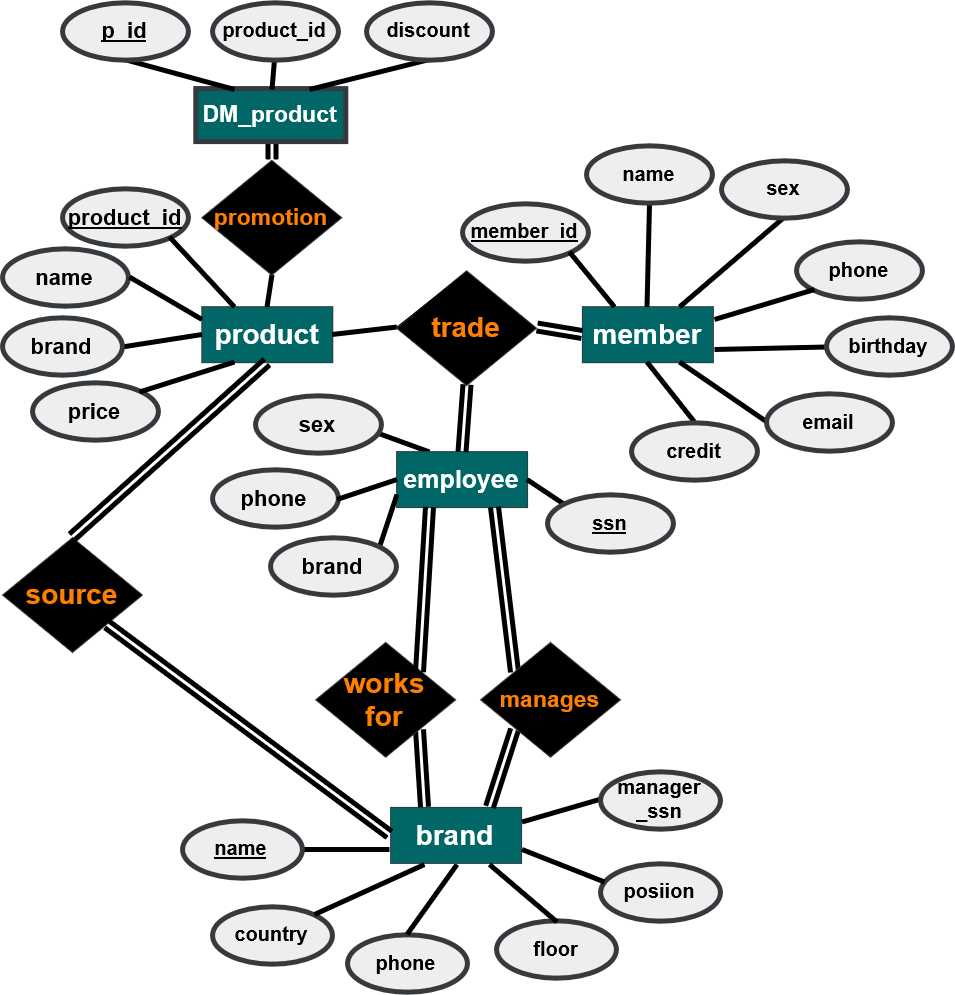 p_id
product_id
discount
DM_product
promotion
product_id
name
brand
price
product
trade
member_id
name
sex
phone
birthday
email
credit
member
sex
phone
brand
employee
ssn
source
works
for
manages
brand
name
country
phone
floor
posiion
manager
_ssn